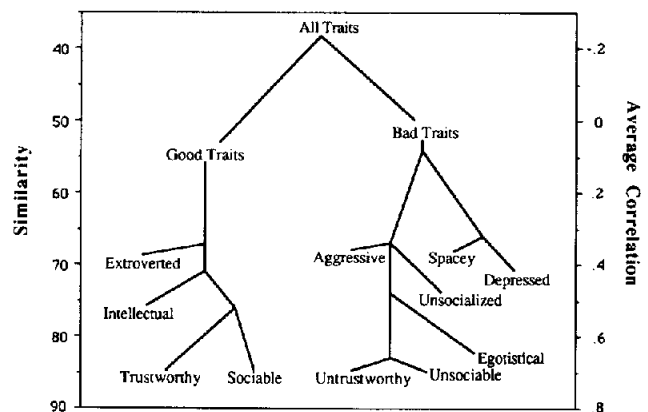 All Traits
40
-.2
50
0
Bad Traits
Good Traits
60
.2
Similarity
Average Correlation
Extroverted
Aggressive
Spacey
70
.4
Depressed
Unsocialized
Intellectual
80
.6
Egotistical
Trustworthy
Sociable
Untrustworthy
Unsociable
90
.8